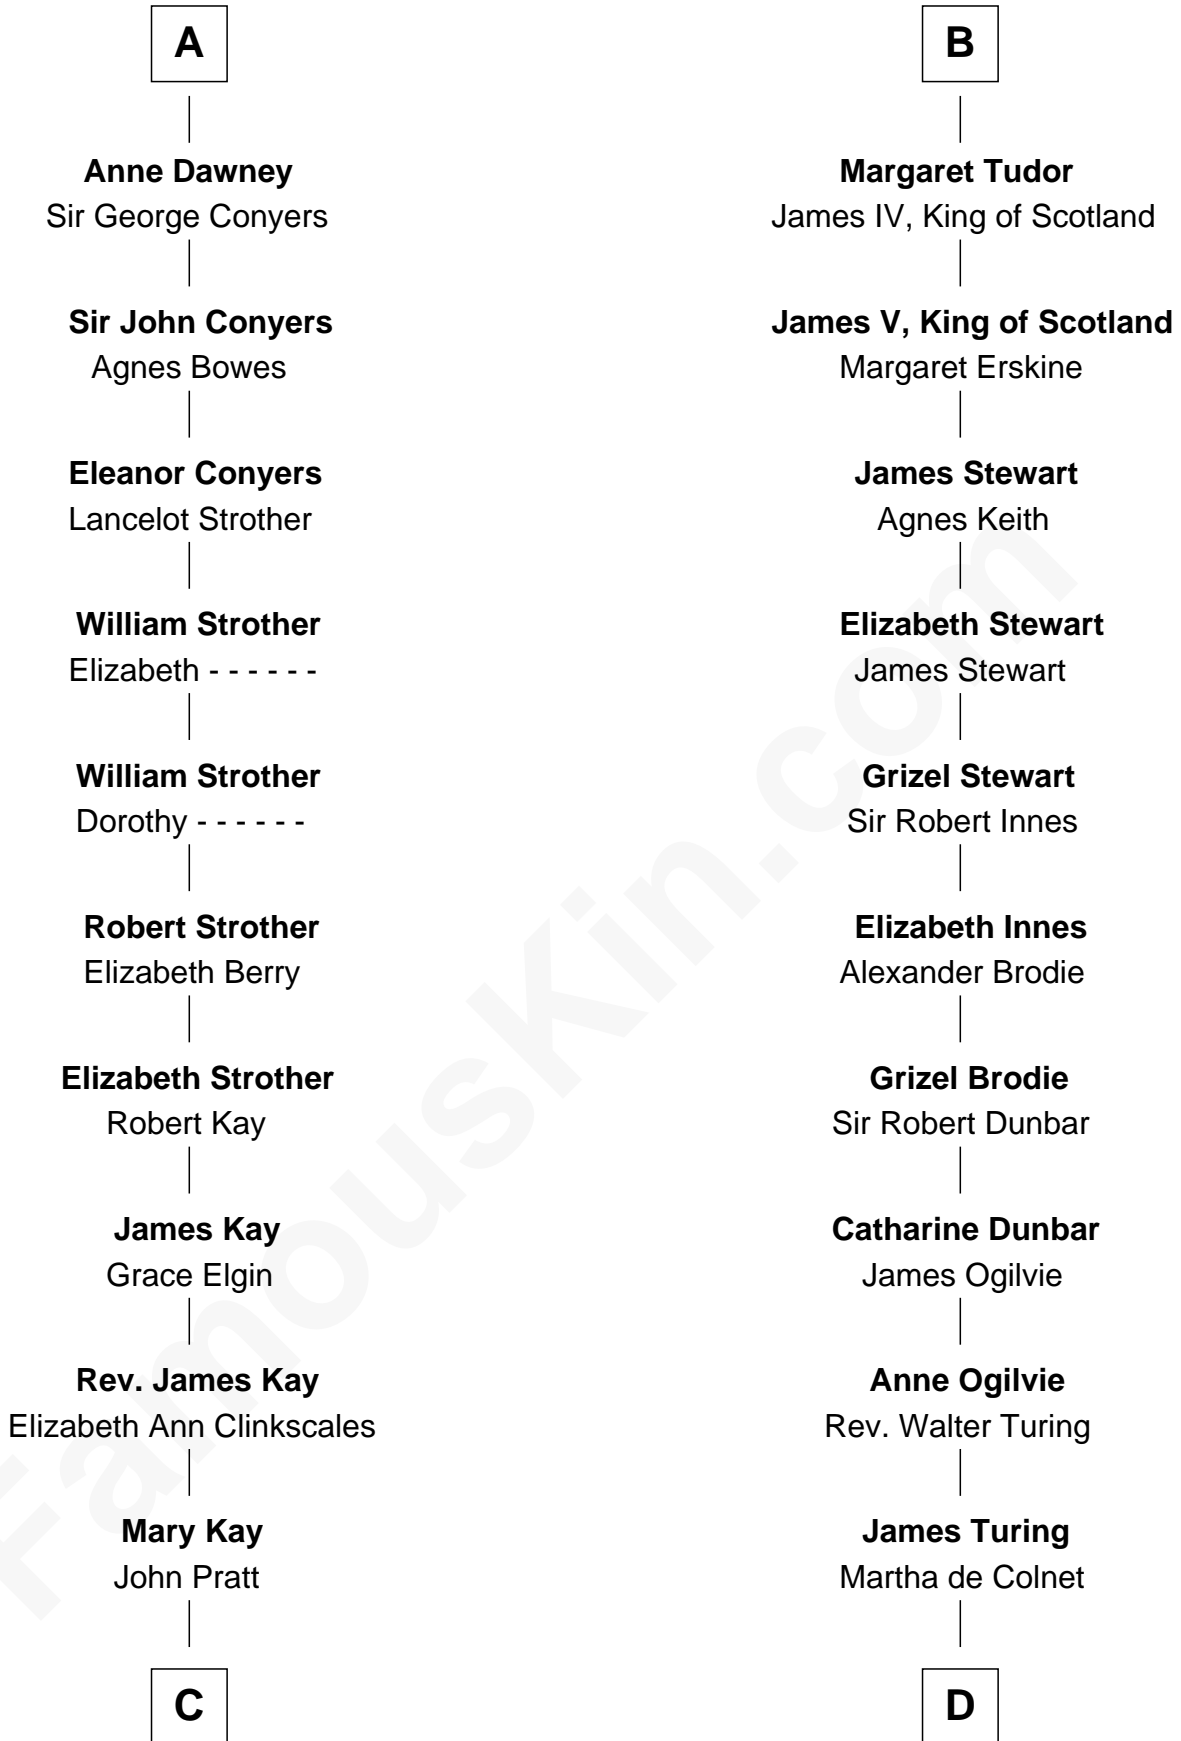 A
Anne Dawney
Sir George Conyers
Sir John Conyers
Agnes Bowes
Eleanor Conyers
Lancelot Strother
William Strother
Elizabeth - - - - - -
William Strother
Dorothy - - - - - -
Robert Strother
Elizabeth Berry
Elizabeth Strother
Robert Kay
James Kay
Grace Elgin
Rev. James Kay
Elizabeth Ann Clinkscales
Mary Kay
John Pratt
C
B
Margaret Tudor
James IV, King of Scotland
James V, King of Scotland
Margaret Erskine
James Stewart
Agnes Keith
Elizabeth Stewart
James Stewart
Grizel Stewart
Sir Robert Innes
Elizabeth Innes
Alexander Brodie
Grizel Brodie
Sir Robert Dunbar
Catharine Dunbar
James Ogilvie
Anne Ogilvie
Rev. Walter Turing
James Turing
Martha de Colnet
D
FamousKin.com